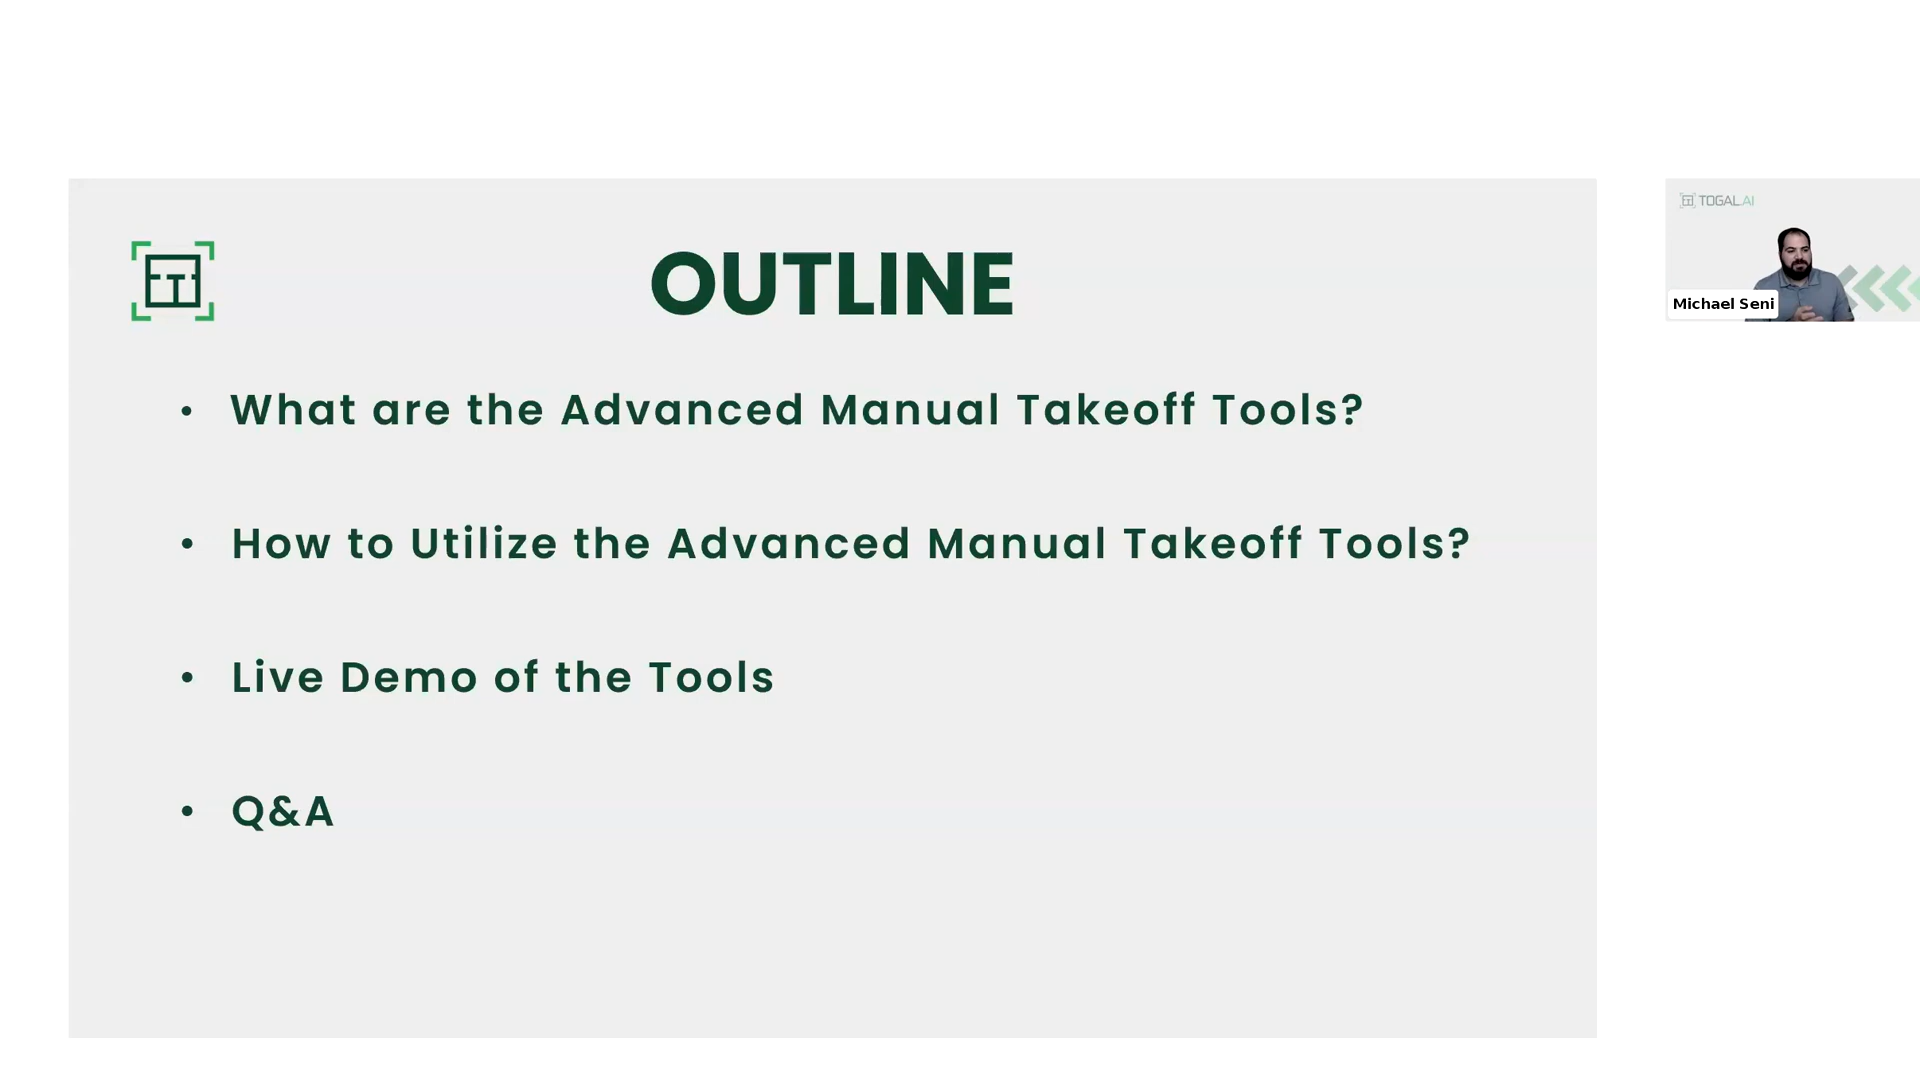 OUTLINE
• What are the Advanced Manual Takeoff Tools?
• How to Utilize the Advanced Manual Takeoff Tools?
• Live Demo of the Tools
• Q&A
TOGAL.AI
Michael Seni